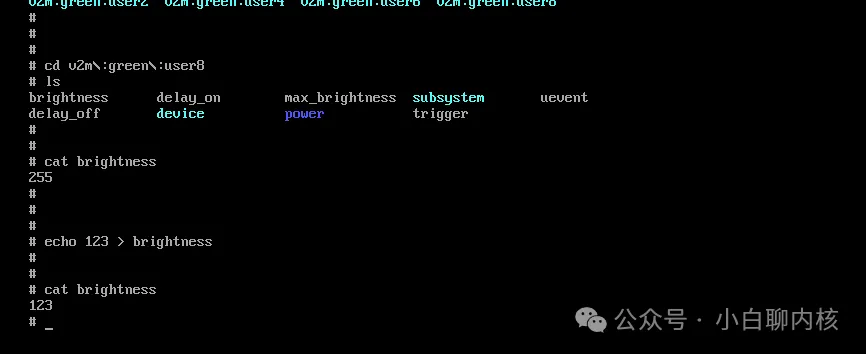 v2m:green:user2  v2m:green:user4  v2m:green:user6  v2m:green:user8
#
#
#
# cd v2m\:green\:user8
# ls
brightness      delay_on        max_brightness  subsystem       uevent
delay_off       device          power           trigger
#
#
# cat brightness
255
#
#
#
# echo 123 > brightness
#
#
# cat brightness
123
# _
公众号 · 小白聊内核